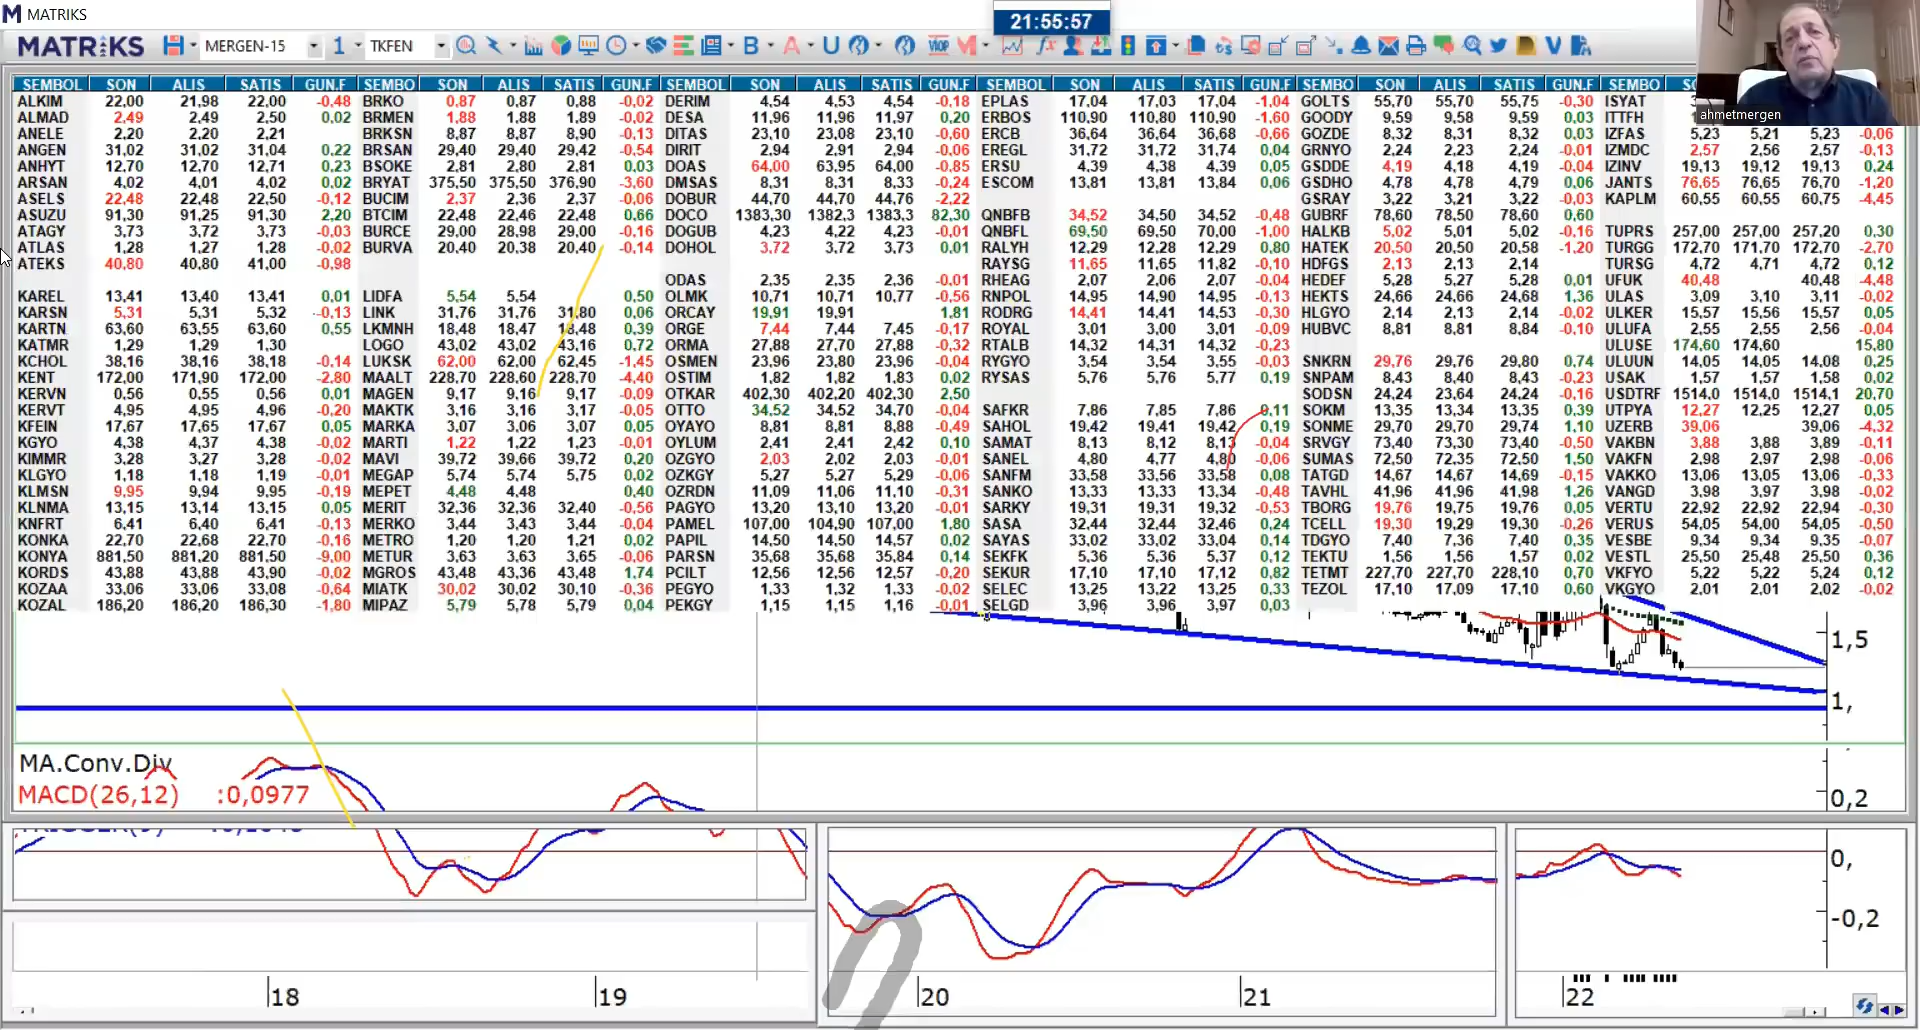 MATRIKS
21:55:57
MATRİKS MERGEN-15 1 TKFEN B A U VİOP M fx V
ahmetmergen
SEMBOL SON ALIS SATIS GUN.F SEMBO SON ALIS SATIS GUN.F SEMBOL SON ALIS SATIS GUN.F SEMBOL SON ALIS SATIS GUN.F SEMBO SON ALIS SATIS GUN.F SEMBO
ALKIM 22,00 21,98 22,00 -0,48 BRKO 0,87 0,87 0,88 -0,02 DERIM 4,54 4,53 4,54 -0,18 EPLAS 17,04 17,03 17,04 -1,04 GOLTS 55,70 55,70 55,75 -0,30 ISYAT
ALMAD 2,49 2,49 2,50 0,02 BRMEN 1,88 1,88 1,89 -0,02 DESA 11,96 11,96 11,97 0,20 ERBOS 110,90 110,80 110,90 -1,60 GOODY 9,59 9,58 9,59 0,03 ITTFH
ANELE 2,20 2,20 2,21 BRKSN 8,87 8,87 8,90 -0,13 DITAS 23,10 23,08 23,10 -0,60 ERCB 36,64 36,64 36,68 -0,66 GOZDE 8,32 8,31 8,32 0,03 IZFAS 5,23 5,21 5,23 -0,06
ANGEN 31,02 31,02 31,04 0,22 BRSAN 29,40 29,40 29,42 -0,54 DIRIT 2,94 2,91 2,94 -0,06 EREGL 31,72 31,72 31,74 0,04 GRNYO 2,24 2,23 2,24 -0,01 IZMDC 2,57 2,56 2,57 -0,13
ANHYT 12,70 12,70 12,71 0,23 BSOKE 2,81 2,80 2,81 0,03 DOAS 64,00 63,95 64,00 -0,85 ERSU 4,39 4,38 4,39 0,05 GSDDE 4,19 4,18 4,19 -0,04 IZINV 19,13 19,12 19,13 0,24
ARSAN 4,02 4,01 4,02 0,02 BRYAT 375,50 375,50 376,90 -3,60 DMSAS 8,31 8,31 8,33 -0,24 ESCOM 13,81 13,81 13,84 0,06 GSDHO 4,78 4,78 4,79 0,06 JANTS 76,65 76,65 76,70 -1,20
ASELS 22,48 22,48 22,50 -0,12 BUCIM 2,37 2,36 2,37 -0,06 DOBUR 44,70 44,70 44,76 -2,22 GSRAY 3,22 3,21 3,22 -0,03 KAPLM 60,55 60,55 60,75 -4,45
ASUZU 91,30 91,25 91,30 2,20 BTCIM 22,48 22,46 22,48 0,66 DOCO 1383,30 1382,3 1383,3 82,30 QNBFB 34,52 34,50 34,52 -0,48 GUBRF 78,60 78,50 78,60 0,60
ATAGY 3,73 3,72 3,73 -0,03 BURCE 29,00 28,98 29,00 -0,16 DOGUB 4,23 4,22 4,23 -0,01 QNBFL 69,50 69,50 70,00 -1,00 HALKB 5,02 5,01 5,02 -0,16 TUPRS 257,00 257,00 257,20 0,30
ATLAS 1,28 1,27 1,28 -0,02 BURVA 20,40 20,38 20,40 -0,14 DOHOL 3,72 3,72 3,73 0,01 RALYH 12,29 12,28 12,29 0,80 HATEK 20,50 20,50 20,58 -1,20 TURGG 172,70 171,70 172,70 -2,70
ATEKS 40,80 40,80 41,00 -0,98 RAYSG 11,65 11,65 11,82 -0,10 HDFGS 2,13 2,13 2,14 TURSG 4,72 4,71 4,72 0,12
ODAS 2,35 2,35 2,36 -0,01 RHEAG 2,07 2,06 2,07 -0,04 HEDEF 5,28 5,27 5,28 0,01 UFUK 40,48 40,48 -4,48
KAREL 13,41 13,40 13,41 0,01 LIDFA 5,54 5,54 0,50 OLMK 10,71 10,71 10,77 -0,56 RNPOL 14,95 14,90 14,95 -0,13 HEKTS 24,66 24,66 24,68 1,36 ULAS 3,09 3,10 3,11 -0,02
KARSN 5,31 5,31 5,32 -0,13 LINK 31,76 31,76 31,80 0,06 ORCAY 19,91 19,91 1,81 RODRG 14,41 14,41 14,53 -0,30 HLGYO 2,14 2,13 2,14 -0,02 ULKER 15,57 15,56 15,57 0,05
KARTN 63,60 63,55 63,60 0,55 LKMNH 18,48 18,47 18,48 0,39 ORGE 7,44 7,44 7,45 -0,17 ROYAL 3,01 3,00 3,01 -0,09 HUBVC 8,81 8,81 8,84 -0,10 ULUFA 2,55 2,55 2,56 -0,04
KATMR 1,29 1,29 1,30 LOGO 43,02 43,02 43,16 0,72 ORMA 27,88 27,70 27,88 -0,32 RTALB 14,32 14,31 14,32 -0,23 ULUSE 174,60 174,60 15,80
KCHOL 38,16 38,16 38,18 -0,14 LUKSK 62,00 62,00 62,45 -1,45 OSMEN 23,96 23,80 23,96 -0,04 RYGYO 3,54 3,54 3,55 -0,03 SNKRN 29,76 29,76 29,80 0,74 ULUUN 14,05 14,05 14,08 0,25
KENT 172,00 171,90 172,00 -2,80 MAALT 228,70 228,60 228,70 -4,40 OSTIM 1,82 1,82 1,83 0,02 RYSAS 5,76 5,76 5,77 0,19 SNPAM 8,43 8,40 8,43 -0,23 USAK 1,57 1,57 1,58 0,02
KERVN 0,56 0,55 0,56 0,01 MAGEN 9,17 9,16 9,17 -0,09 OTKAR 402,30 402,20 402,30 2,50 SODSN 24,24 23,64 24,24 -0,16 USDTRF 1514,0 1514,0 1514,1 20,70
KERVT 4,95 4,95 4,96 -0,20 MAKTK 3,16 3,16 3,17 -0,05 OTTO 34,52 34,52 34,70 -0,04 SAFKR 7,86 7,85 7,86 0,11 SOKM 13,35 13,34 13,35 0,39 UTPYA 12,27 12,25 12,27 0,05
KFEIN 17,67 17,65 17,67 0,05 MARKA 3,07 3,06 3,07 0,05 OYAYO 8,81 8,81 8,88 -0,49 SAHOL 19,42 19,41 19,42 0,19 SONME 29,70 29,70 29,74 1,10 UZERB 39,06 39,06 -4,32
KGYO 4,38 4,37 4,38 -0,02 MARTI 1,22 1,22 1,23 -0,01 OYLUM 2,41 2,41 2,42 0,10 SAMAT 8,13 8,12 8,13 -0,04 SRVGY 73,40 73,30 73,40 -0,50 VAKBN 3,88 3,88 3,89 -0,11
KIMMR 3,28 3,27 3,28 -0,02 MAVI 39,72 39,66 39,72 0,20 OZGYO 2,03 2,02 2,03 -0,01 SANEL 4,80 4,77 4,80 -0,06 SUMAS 72,50 72,35 72,50 1,50 VAKFN 2,98 2,97 2,98 -0,06
KLGYO 1,18 1,18 1,19 -0,01 MEGAP 5,74 5,74 5,75 0,02 OZKGY 5,27 5,27 5,29 -0,06 SANFM 33,58 33,56 33,58 0,08 TATGD 14,67 14,67 14,69 -0,15 VAKKO 13,06 13,05 13,06 -0,33
KLMSN 9,95 9,94 9,95 -0,19 MEPET 4,48 4,48 0,40 OZRDN 11,09 11,06 11,10 -0,31 SANKO 13,33 13,33 13,34 -0,48 TAVHL 41,96 41,96 41,98 1,26 VANGD 3,98 3,97 3,98 -0,02
KLNMA 13,15 13,14 13,15 0,05 MERIT 32,36 32,36 32,40 -0,56 PAGYO 13,20 13,10 13,20 -0,01 SARKY 19,31 19,31 19,32 -0,53 TBORG 19,76 19,75 19,76 0,05 VERTU 22,92 22,92 22,94 -0,30
KNFRT 6,41 6,40 6,41 -0,13 MERKO 3,44 3,43 3,44 -0,04 PAMEL 107,00 104,90 107,00 1,80 SASA 32,44 32,44 32,46 0,24 TCELL 19,30 19,29 19,30 -0,26 VERUS 54,05 54,00 54,05 -0,50
KONKA 22,70 22,68 22,70 -0,16 METRO 1,20 1,20 1,21 0,02 PAPIL 14,50 14,50 14,57 0,02 SAYAS 33,02 33,02 33,04 0,14 TDGYO 7,40 7,36 7,40 0,35 VESBE 9,34 9,34 9,35 -0,07
KONYA 881,50 881,20 881,50 -9,00 METUR 3,63 3,63 3,65 -0,06 PARSN 35,68 35,68 35,84 0,14 SEKFK 5,36 5,36 5,37 0,12 TEKTU 1,56 1,56 1,57 0,02 VESTL 25,50 25,48 25,50 0,36
KORDS 43,88 43,88 43,90 -0,02 MGROS 43,48 43,36 43,48 1,74 PCILT 12,56 12,56 12,57 -0,20 SEKUR 17,10 17,10 17,12 0,82 TETMT 227,70 227,70 228,10 0,70 VKFYO 5,22 5,22 5,24 0,12
KOZAA 33,06 33,06 33,08 -0,64 MIATK 30,02 30,02 30,10 -0,36 PEGYO 1,33 1,32 1,33 -0,02 SELEC 13,25 13,22 13,25 0,33 TEZOL 17,10 17,09 17,10 0,60 VKGYO 2,01 2,01 2,02 -0,02
KOZAL 186,20 186,20 186,30 -1,80 MIPAZ 5,79 5,78 5,79 0,04 PEKGY 1,15 1,15 1,16 -0,01 SELGD 3,96 3,96 3,97 0,03
1,5
1,
MA.Conv.Div
MACD(26,12) :0,0977
0,2
0,
-0,2
18 19 20 21 22